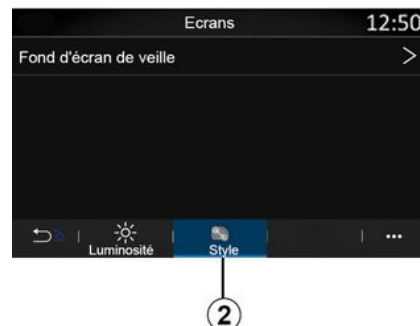 Ecrans 12:50
Fond d'écran de veille >
Luminosité Style •••
2